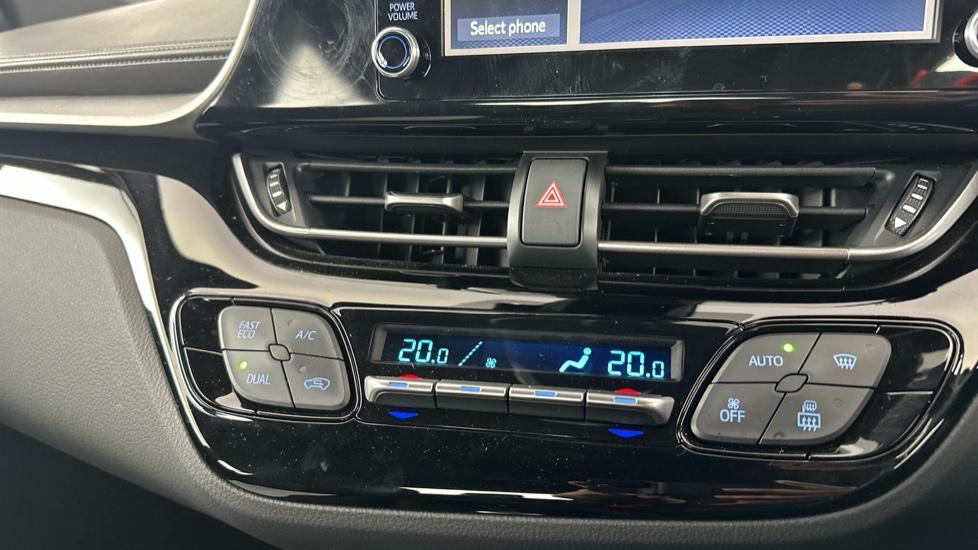 POWER
VOLUME
Select phone
FAST
ECO
A/C
DUAL
20.0
20.0
AUTO
OFF